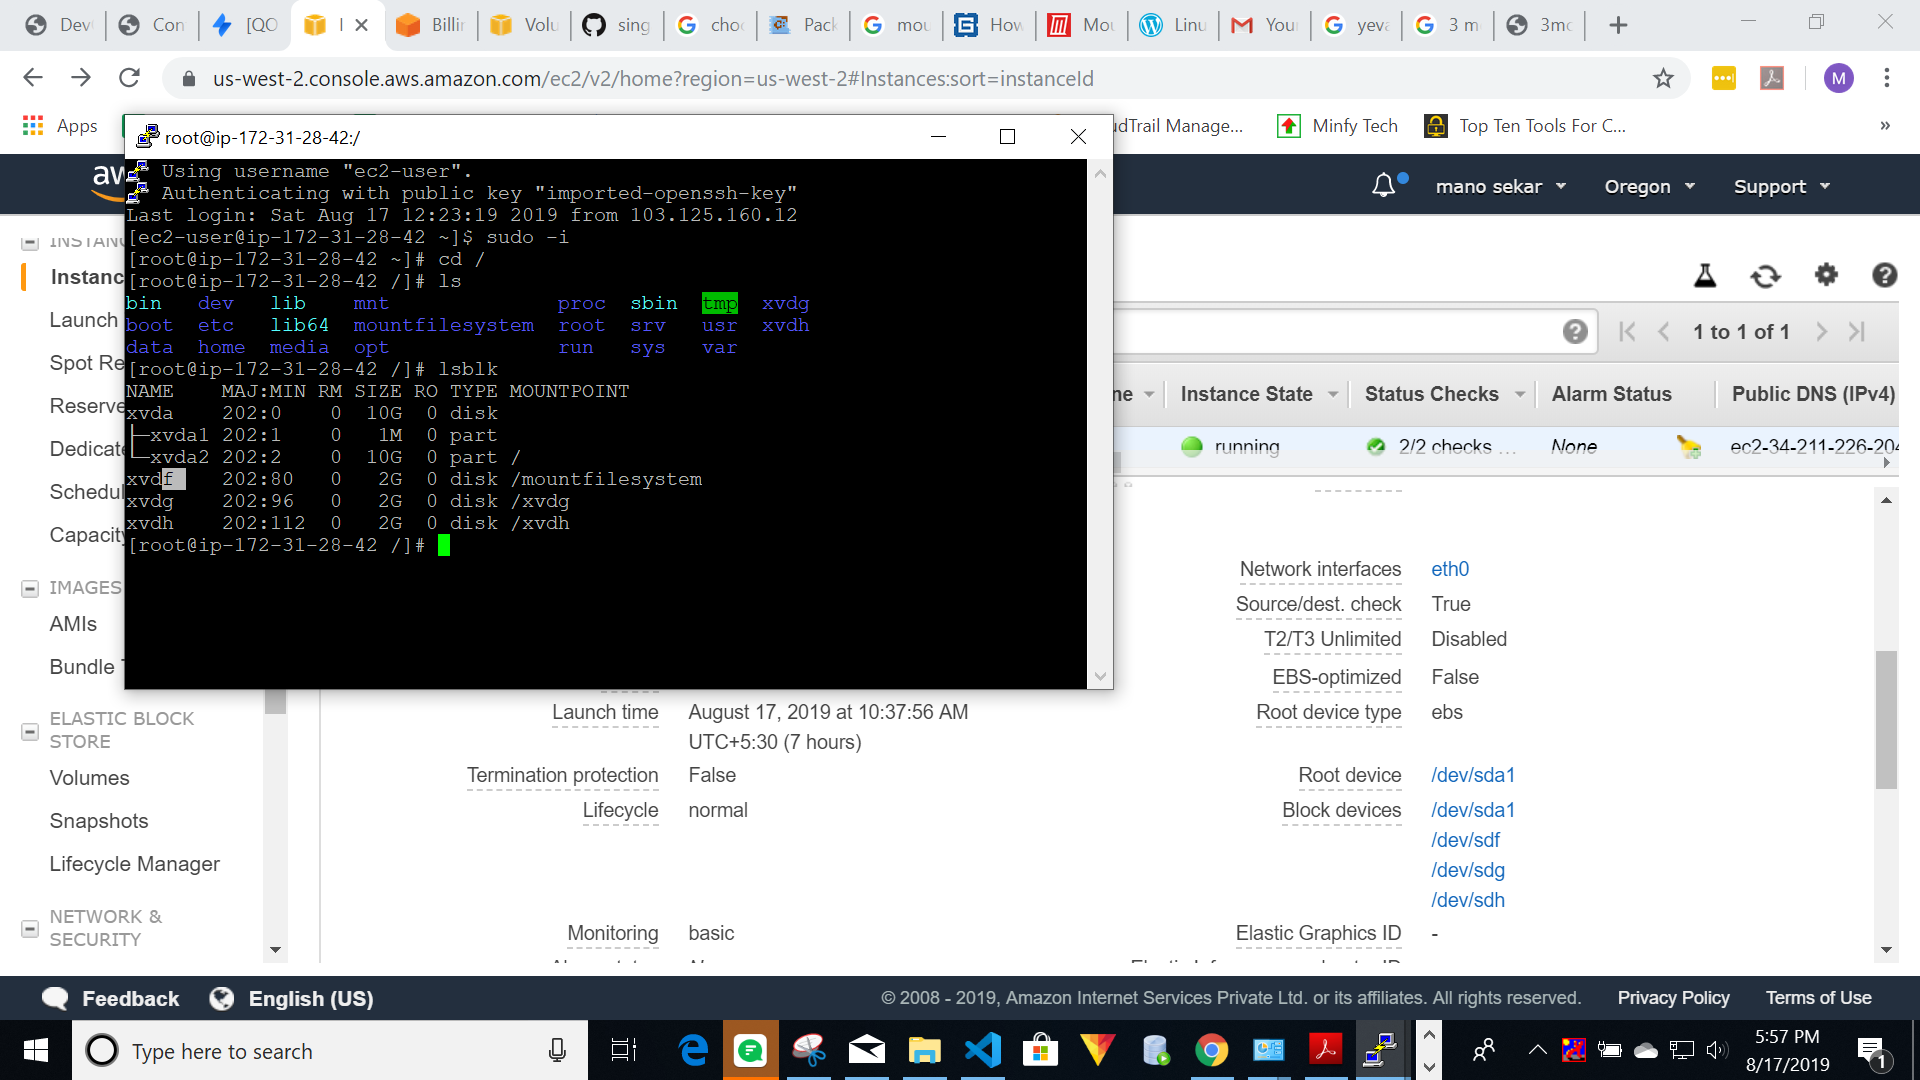 Dev
Con
[QO
I
Billin
Volu
sing
choc
Pack
mou
How
Mou
Linu
Your
yeva
3 m
3mo
us-west-2.console.aws.amazon.com/ec2/v2/home?region=us-west-2#Instances:sort=instanceId
M
Apps
udTrail Manage...
Minfy Tech
Top Ten Tools For C...
»
root@ip-172-31-28-42:/
Using username "ec2-user".
Authenticating with public key "imported-openssh-key"
Last login: Sat Aug 17 12:23:19 2019 from 103.125.160.12
[ec2-user@ip-172-31-28-42 ~]$ sudo -i
[root@ip-172-31-28-42 ~]# cd /
[root@ip-172-31-28-42 /]# ls
bin dev lib mnt proc sbin tmp xvdg
boot etc lib64 mountfilesystem root srv usr xvdh
data home media opt run sys var
[root@ip-172-31-28-42 /]# lsblk
NAME MAJ:MIN RM SIZE RO TYPE MOUNTPOINT
xvda 202:0 0 10G 0 disk
├─xvda1 202:1 0 1M 0 part
└─xvda2 202:2 0 10G 0 part /
xvdf 202:80 0 2G 0 disk /mountfilesystem
xvdg 202:96 0 2G 0 disk /xvdg
xvdh 202:112 0 2G 0 disk /xvdh
[root@ip-172-31-28-42 /]#
aw
mano sekar
Oregon
Support
INSTANC
Instanc
Launch
Spot Re
Reserve
Dedicate
Schedul
Capacity
IMAGES
AMIs
Bundle T
ELASTIC BLOCK
STORE
Volumes
Snapshots
Lifecycle Manager
NETWORK &
SECURITY
1 to 1 of 1
ne
Instance State
Status Checks
Alarm Status
Public DNS (IPv4)
running
2/2 checks ...
None
ec2-34-211-226-204
Network interfaces eth0
Source/dest. check True
T2/T3 Unlimited Disabled
EBS-optimized False
Launch time August 17, 2019 at 10:37:56 AM
UTC+5:30 (7 hours)
Root device type ebs
Termination protection False
Root device /dev/sda1
Lifecycle normal
Block devices /dev/sda1
/dev/sdf
/dev/sdg
/dev/sdh
Monitoring basic
Elastic Graphics ID -
Feedback
English (US)
© 2008 - 2019, Amazon Internet Services Private Ltd. or its affiliates. All rights reserved.
Privacy Policy
Terms of Use
Type here to search
5:57 PM
8/17/2019
1